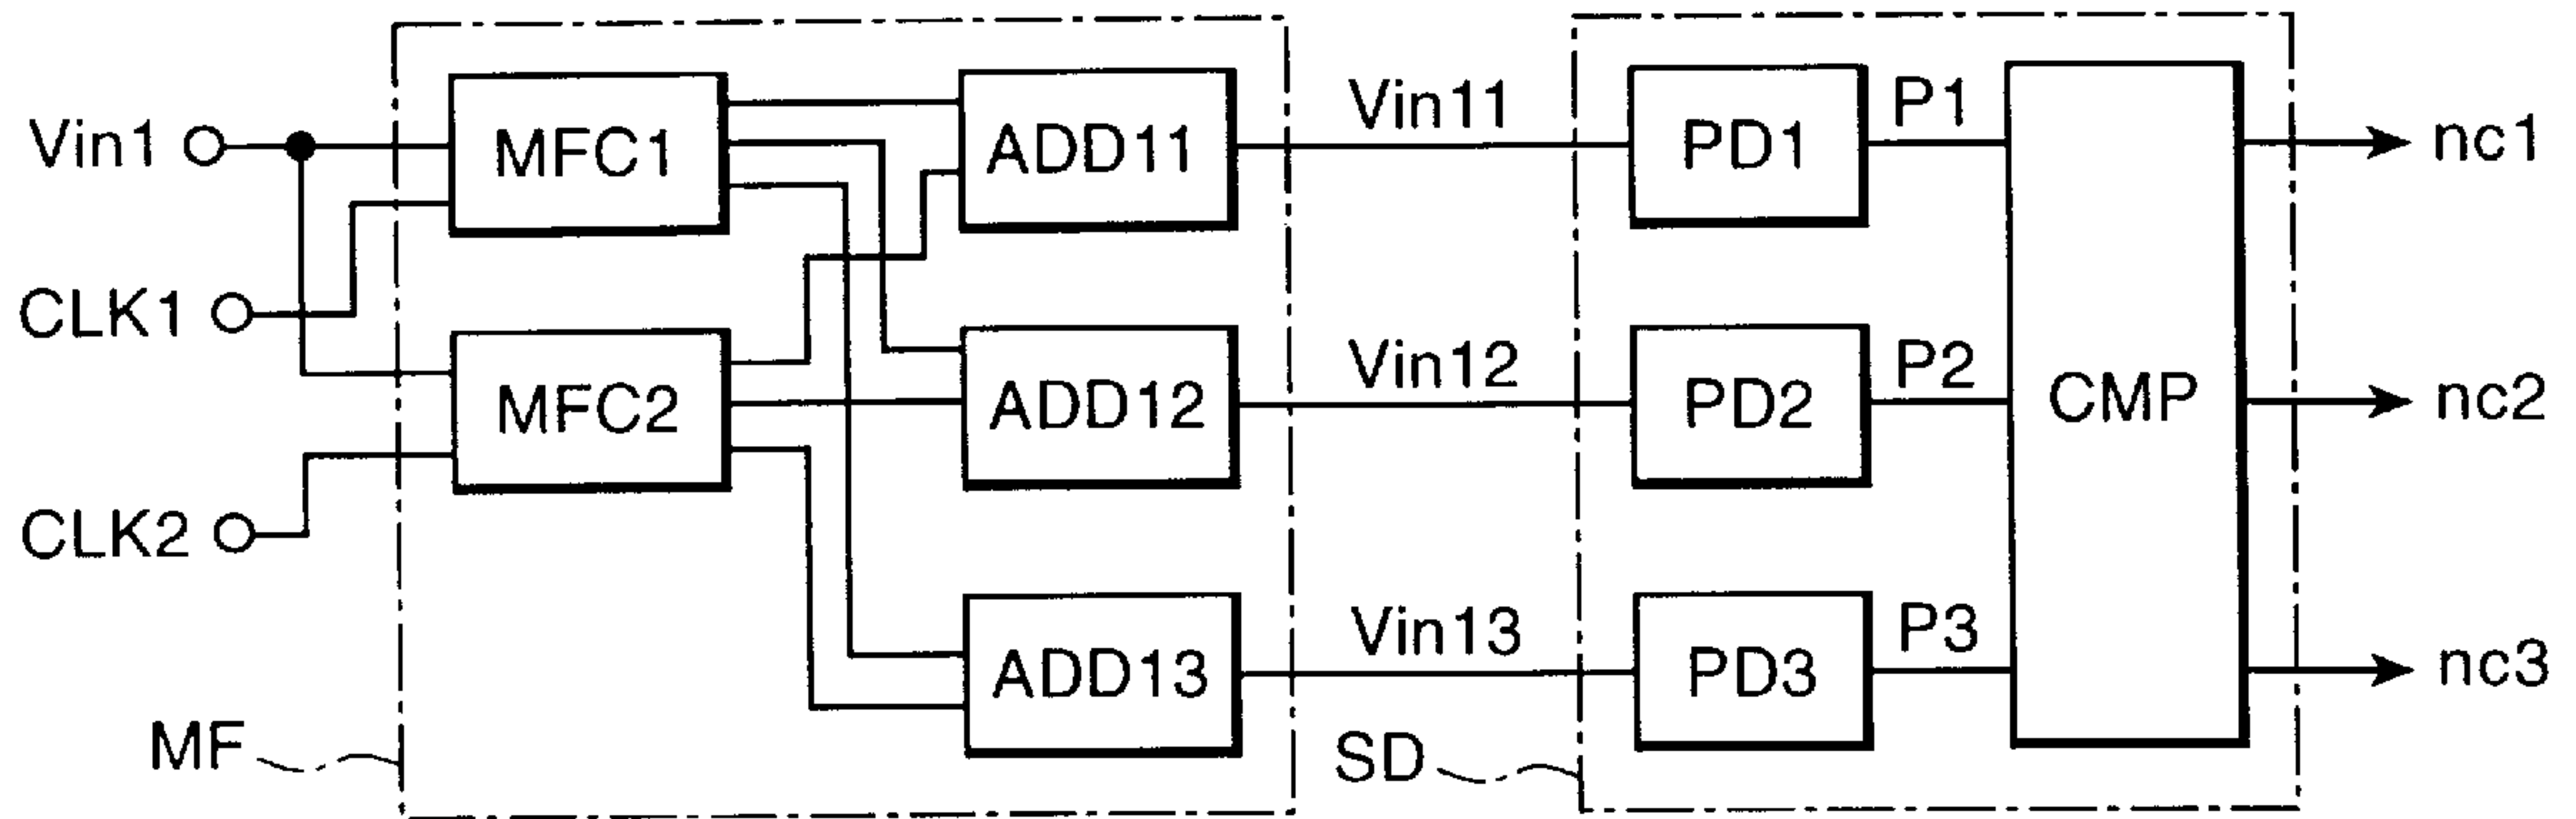 Vin1
CLK1
CLK2
MF
MFC1
MFC2
ADD11
ADD12
ADD13
Vin11
Vin12
Vin13
SD
PD1
PD2
PD3
P1
P2
P3
CMP
nc1
nc2
nc3